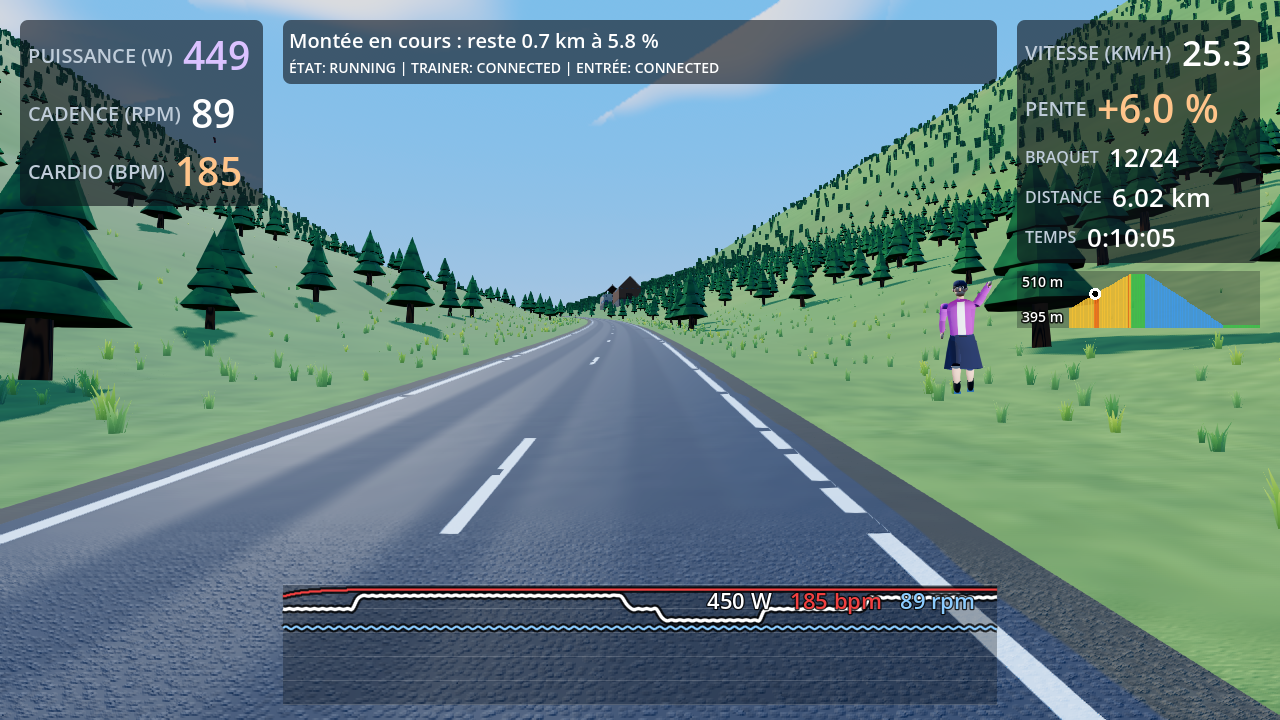 PUISSANCE (W) 449
CADENCE (RPM) 89
CARDIO (BPM) 185
Montée en cours : reste 0.7 km à 5.8 %
ÉTAT: RUNNING | TRAINER: CONNECTED | ENTRÉE: CONNECTED
VITESSE (KM/H) 25.3
PENTE +6.0 %
BRAQUET 12/24
DISTANCE 6.02 km
TEMPS 0:10:05
510 m
395 m
450 W 185 bpm 89 rpm